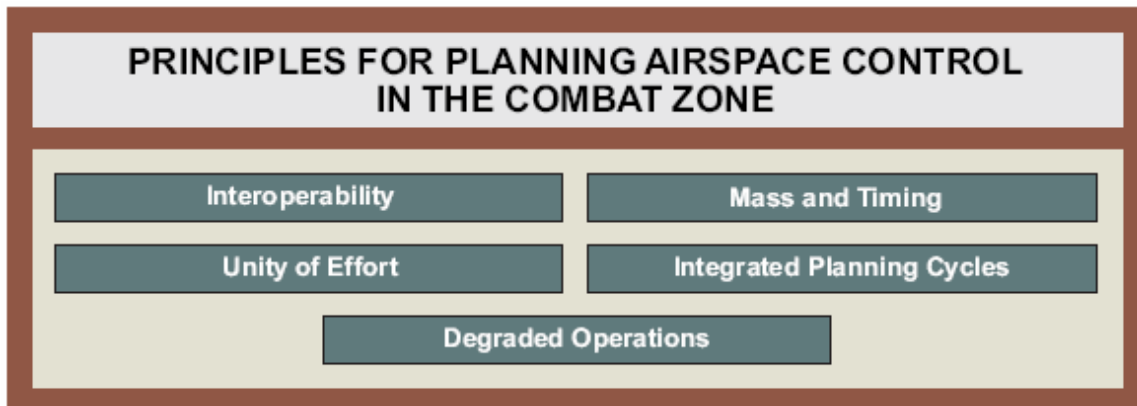 PRINCIPLES FOR PLANNING AIRSPACE CONTROL
IN THE COMBAT ZONE
Interoperability
Mass and Timing
Unity of Effort
Integrated Planning Cycles
Degraded Operations